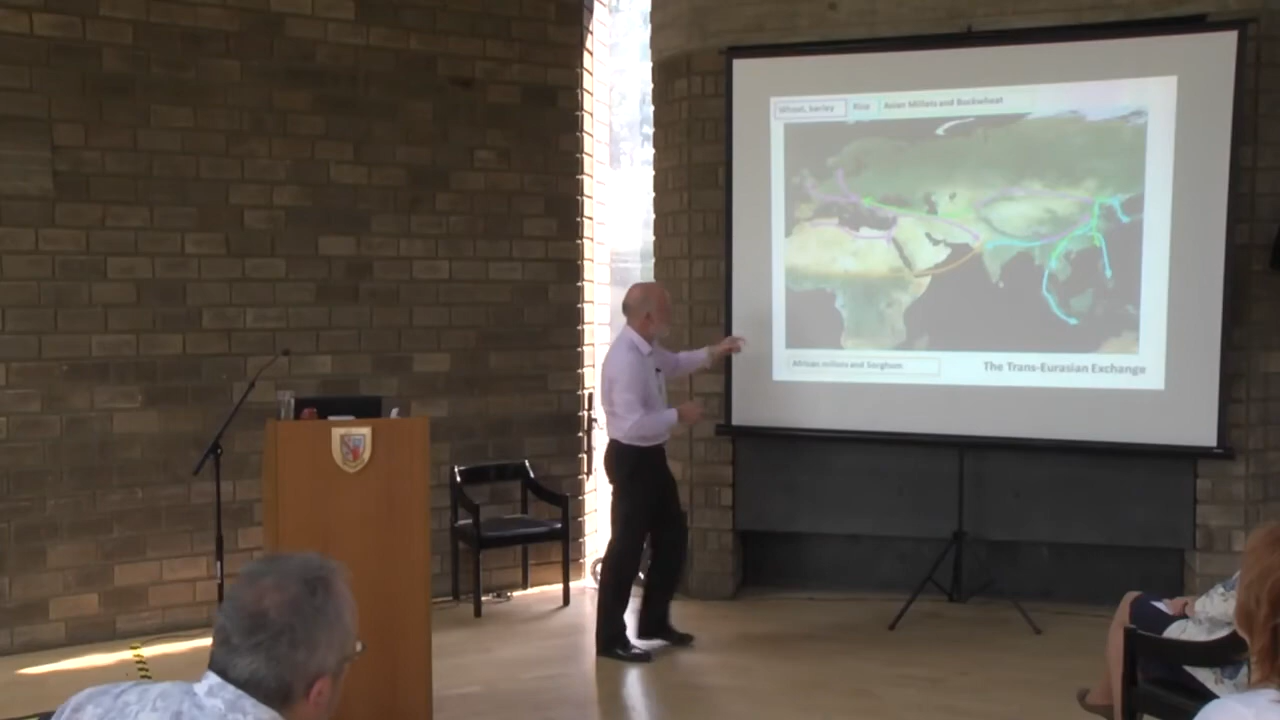 Wheat, barley
Rice
Asian Millets and Buckwheat
African millets and Sorghum
The Trans-Eurasian Exchange